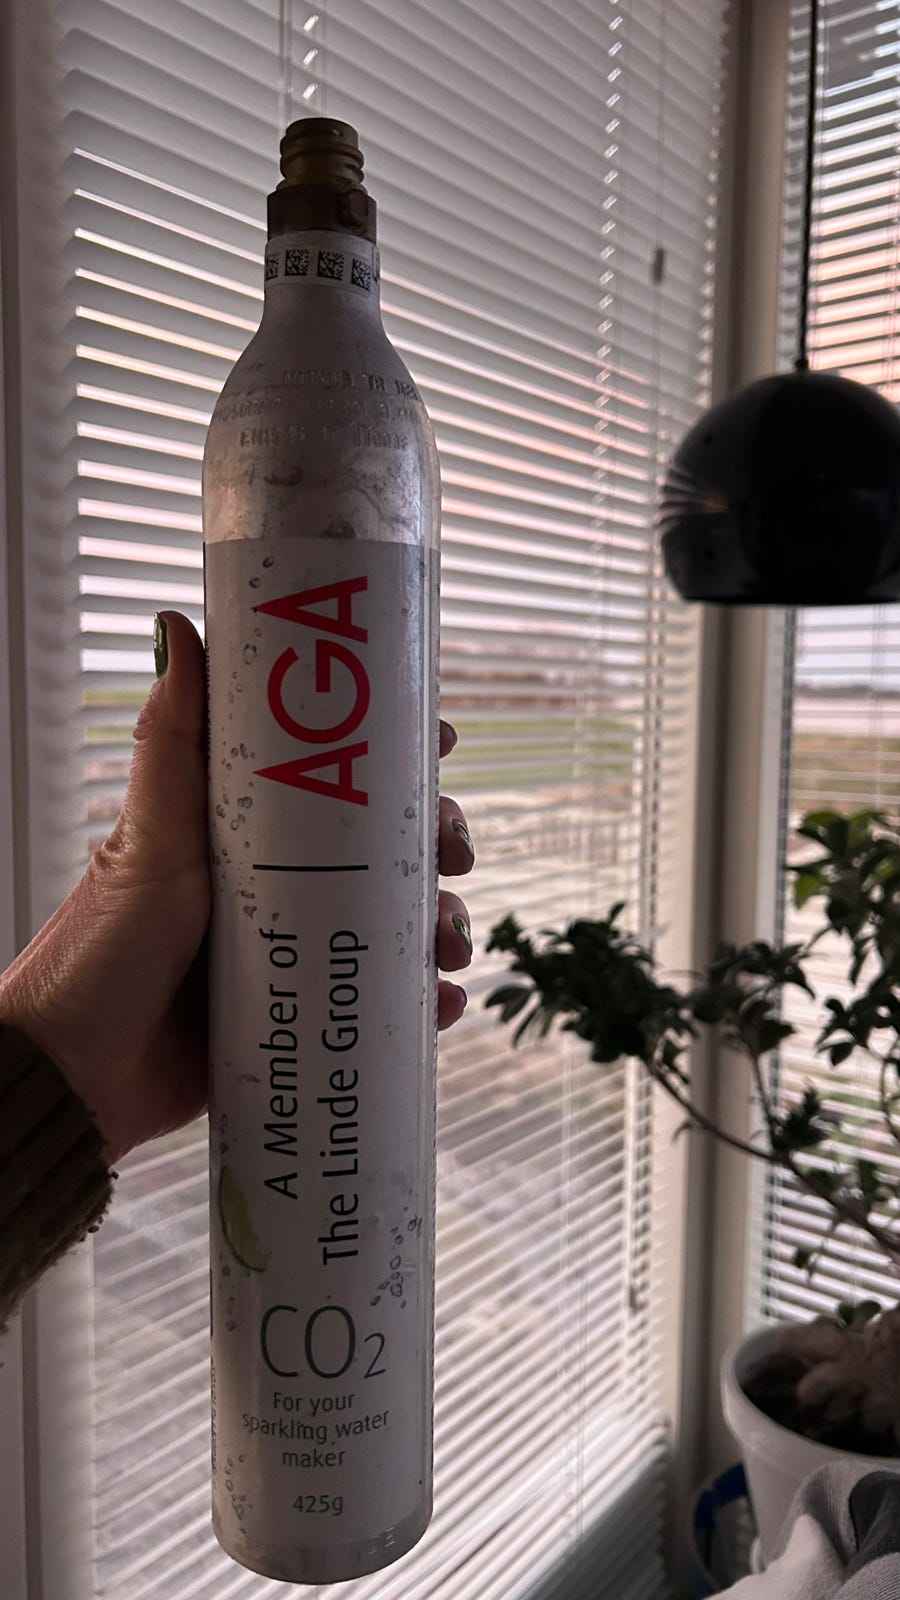 AGA
A Member of
The Linde Group
CO₂
For your
sparkling water
maker
425g